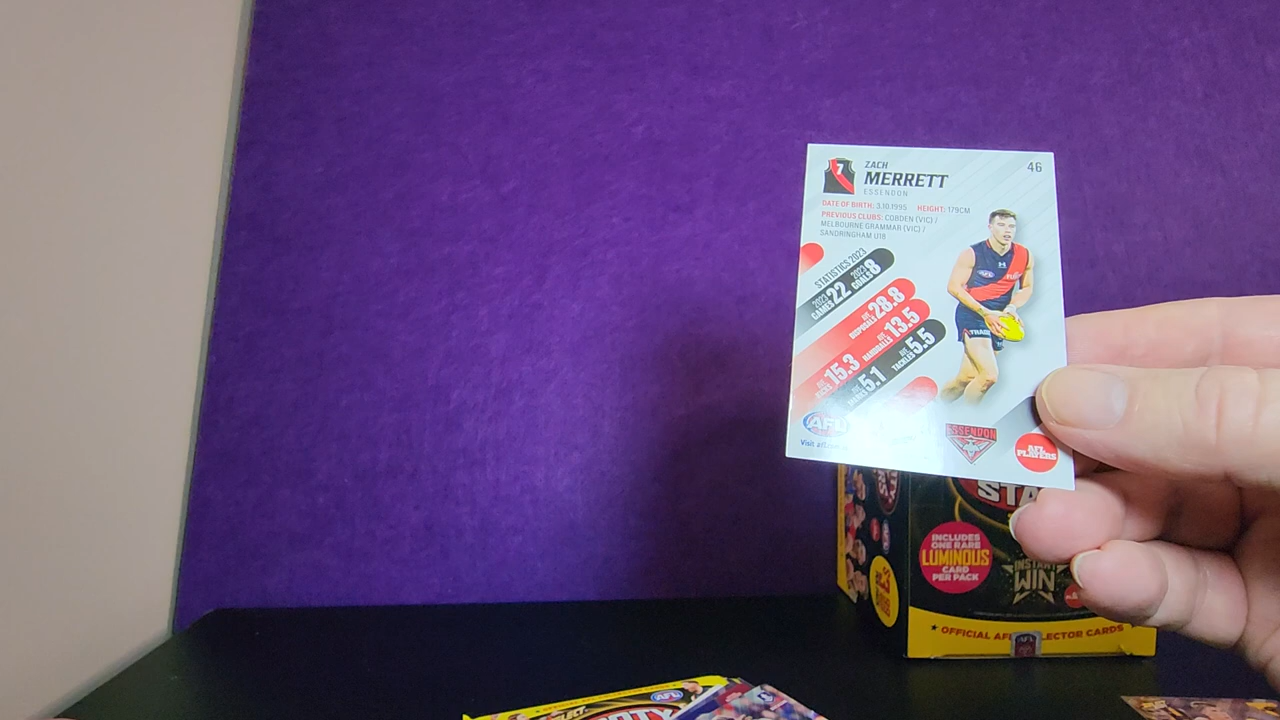 7
ZACH
MERRETT
ESSENDON
46
DATE OF BIRTH: 3.10.1995 HEIGHT: 179CM
PREVIOUS CLUBS: COBDEN (VIC) /
MELBOURNE GRAMMAR (VIC) /
SANDRINGHAM U18
STATISTICS 2023
2023 GAMES 22 2023 GOALS 8
AVE DISPOSALS 28.8
AVE KICKS 15.3 AVE HANDBALLS 13.5
5.1 AVE TACKLES 5.5
AFL
Visit
ESSENDON
AFL
PLAYERS
STA
INCLUDES
ONE RARE
LUMINOUS
CARD
PER PACK
INSTANT
WIN
OFFICIAL AFL CARDS
AFL